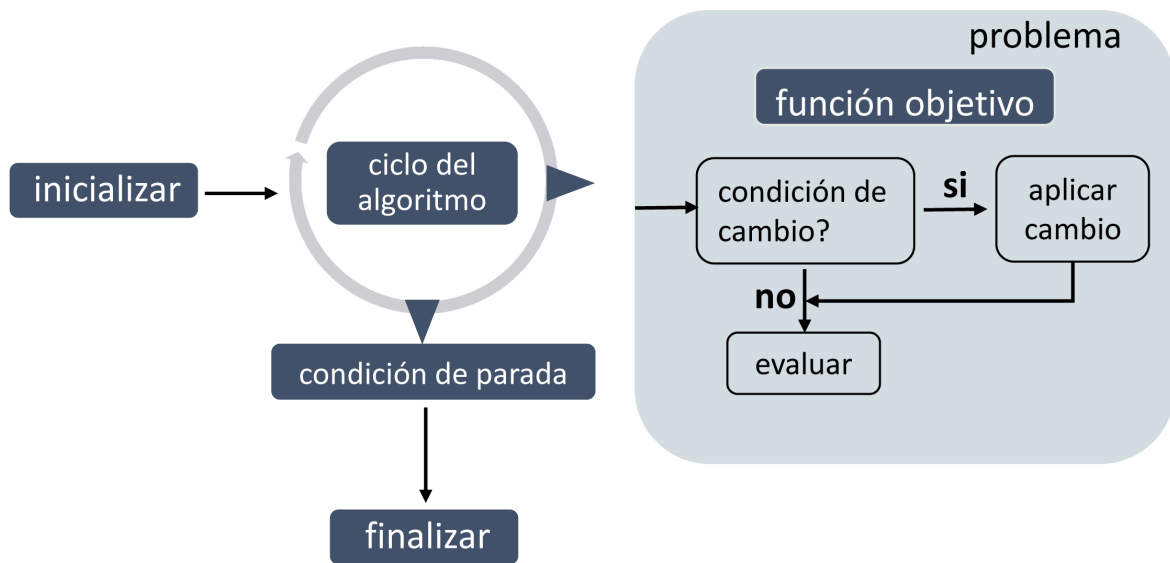 problema
función objetivo
inicializar
ciclo del
algoritmo
condición de
cambio?
si
aplicar
cambio
no
evaluar
condición de parada
finalizar